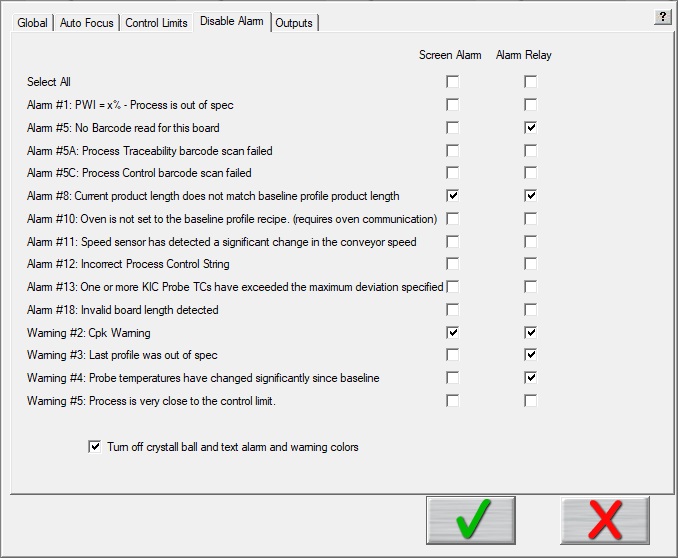 Global Auto Focus Control Limits Disable Alarm Outputs ?
Screen Alarm Alarm Relay
Select All
Alarm #1: PWI = x% - Process is out of spec
Alarm #5: No Barcode read for this board
Alarm #5A: Process Traceability barcode scan failed
Alarm #5C: Process Control barcode scan failed
Alarm #8: Current product length does not match baseline profile product length
Alarm #10: Oven is not set to the baseline profile recipe. (requires oven communication)
Alarm #11: Speed sensor has detected a significant change in the conveyor speed
Alarm #12: Incorrect Process Control String
Alarm #13: One or more KIC Probe TCs have exceeded the maximum deviation specified
Alarm #18: Invalid board length detected
Warning #2: Cpk Warning
Warning #3: Last profile was out of spec
Warning #4: Probe temperatures have changed significantly since baseline
Warning #5: Process is very close to the control limit.
Turn off crystall ball and text alarm and warning colors